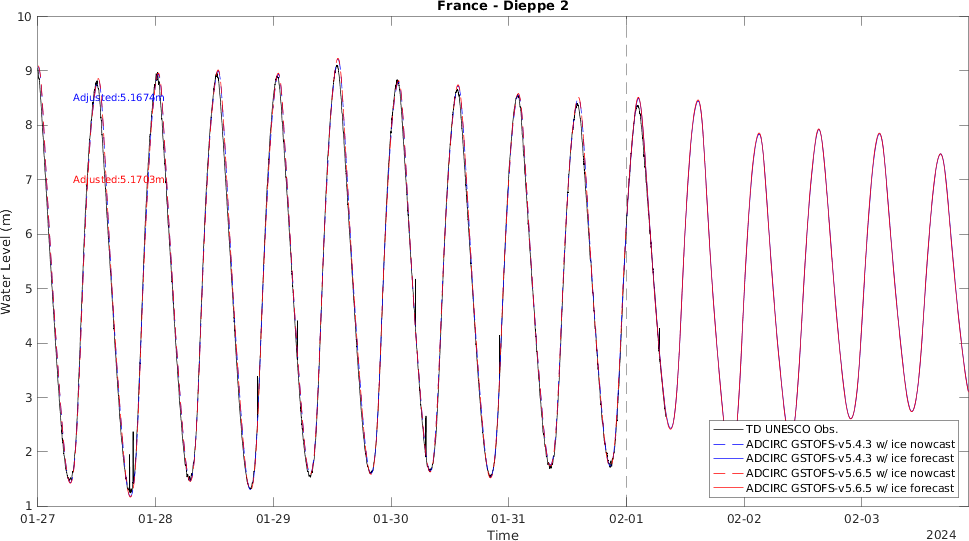 France - Dieppe 2
10
9
8
7
6
5
4
3
2
1
Water Level (m)
Adjusted:5.1674m
Adjusted:5.1703m
TD UNESCO Obs.
ADCIRC GSTOFS-v5.4.3 w/ ice nowcast
ADCIRC GSTOFS-v5.4.3 w/ ice forecast
ADCIRC GSTOFS-v5.6.5 w/ ice nowcast
ADCIRC GSTOFS-v5.6.5 w/ ice forecast
01-27 01-28 01-29 01-30 01-31 02-01 02-02 02-03
Time
2024